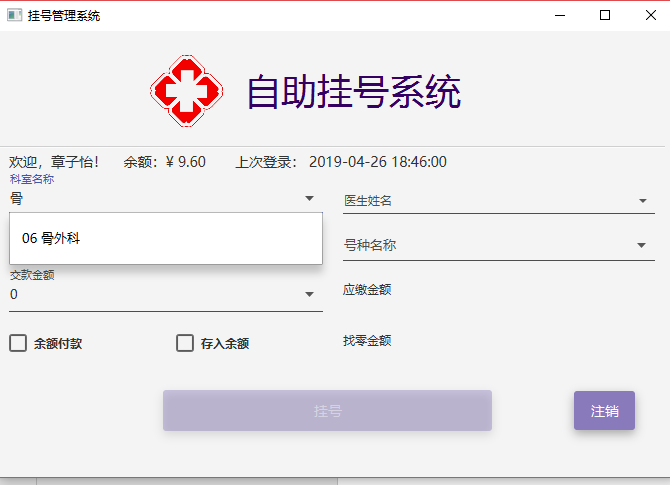 挂号管理系统
自助挂号系统
欢迎，章子怡！ 余额：¥ 9.60 上次登录： 2019-04-26 18:46:00
科室名称
骨
医生姓名
06 骨外科
号种名称
交款金额
0
应缴金额
余额付款
存入余额
找零金额
挂号
注销